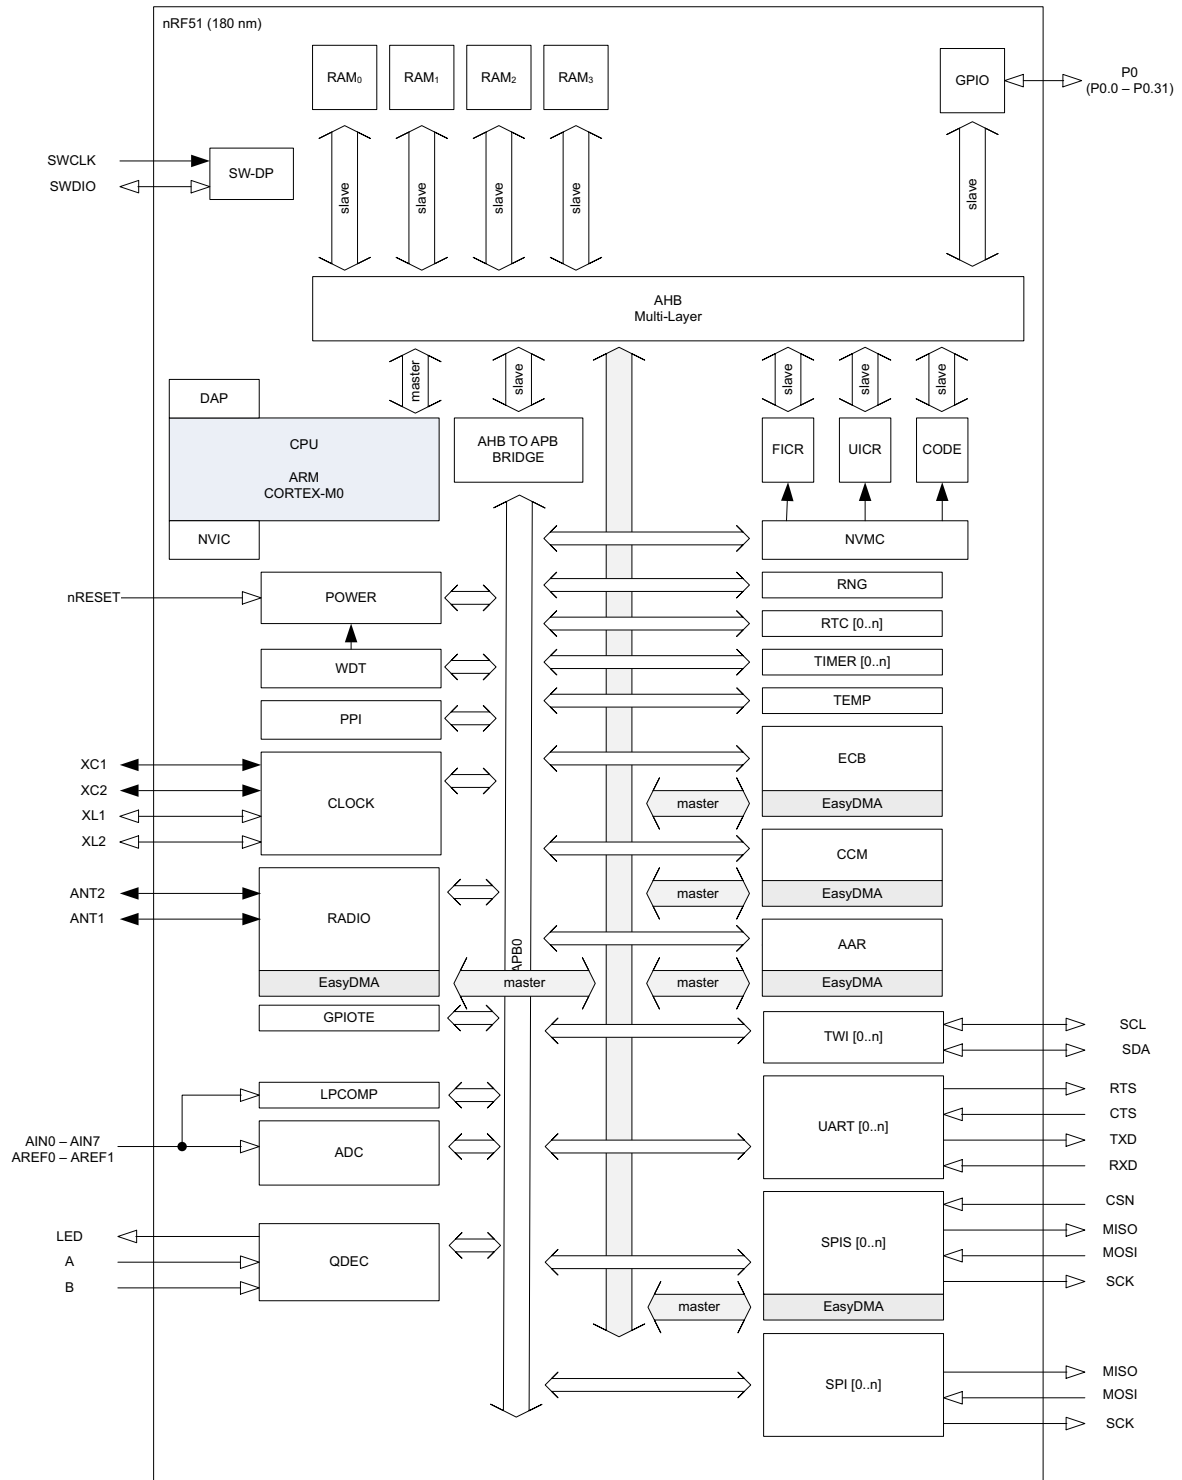 nRF51 (180 nm)
RAM0
RAM1
RAM2
RAM3
GPIO
P0
(P0.0 – P0.31)
SWCLK
SWDIO
SW-DP
slave
slave
slave
slave
slave
AHB
Multi-Layer
master
slave
slave
slave
slave
DAP
CPU
ARM
CORTEX-M0
NVIC
AHB TO APB
BRIDGE
FICR
UICR
CODE
NVMC
nRESET
POWER
RNG
RTC [0..n]
WDT
TIMER [0..n]
PPI
TEMP
XC1
XC2
XL1
XL2
CLOCK
ECB
master
EasyDMA
CCM
master
EasyDMA
ANT2
ANT1
RADIO
EasyDMA
APB0
master
AAR
master
EasyDMA
GPIOTE
TWI [0..n]
SCL
SDA
LPCOMP
AIN0 – AIN7
AREF0 – AREF1
ADC
UART [0..n]
RTS
CTS
TXD
RXD
LED
A
B
QDEC
SPIS [0..n]
CSN
MISO
MOSI
SCK
master
EasyDMA
SPI [0..n]
MISO
MOSI
SCK